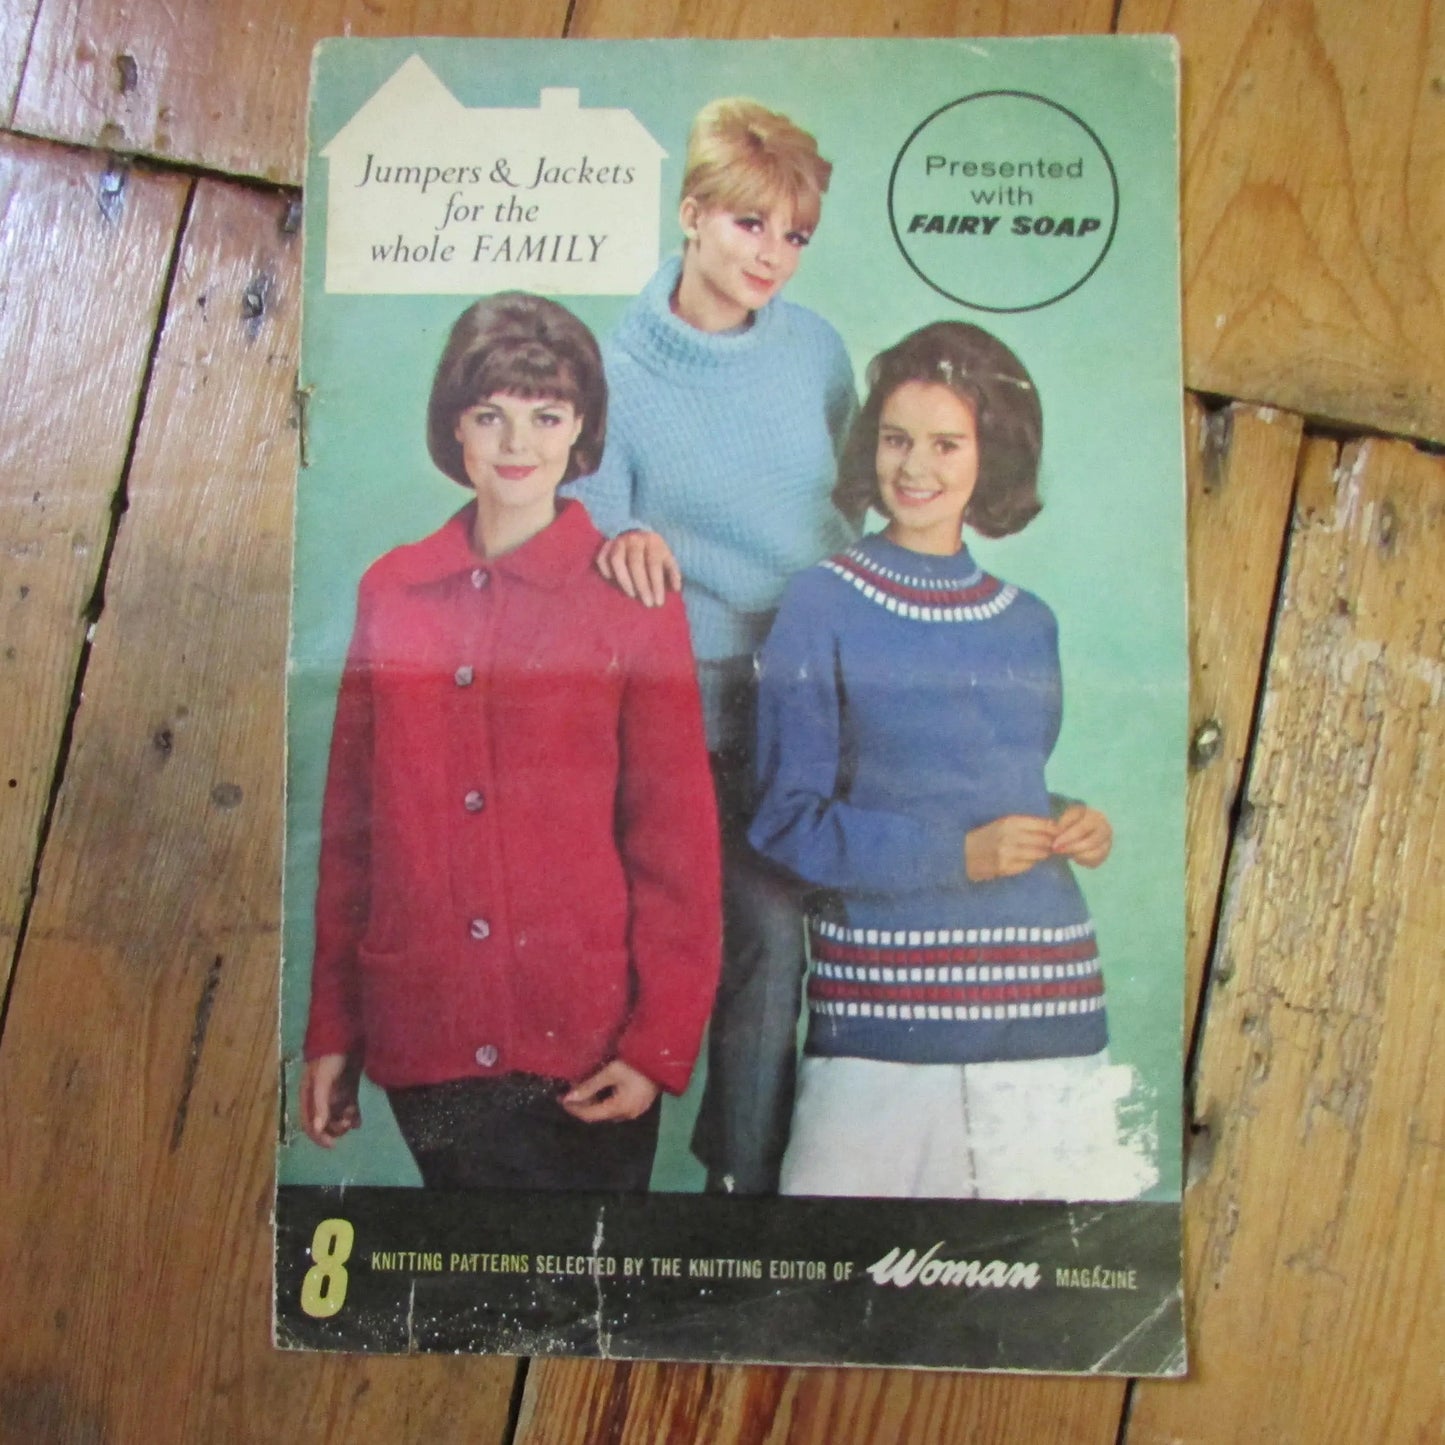 Jumpers & Jackets
for the
whole FAMILY
Presented
with
FAIRY SOAP
8 KNITTING PATTERNS SELECTED BY THE KNITTING EDITOR OF Woman MAGAZINE